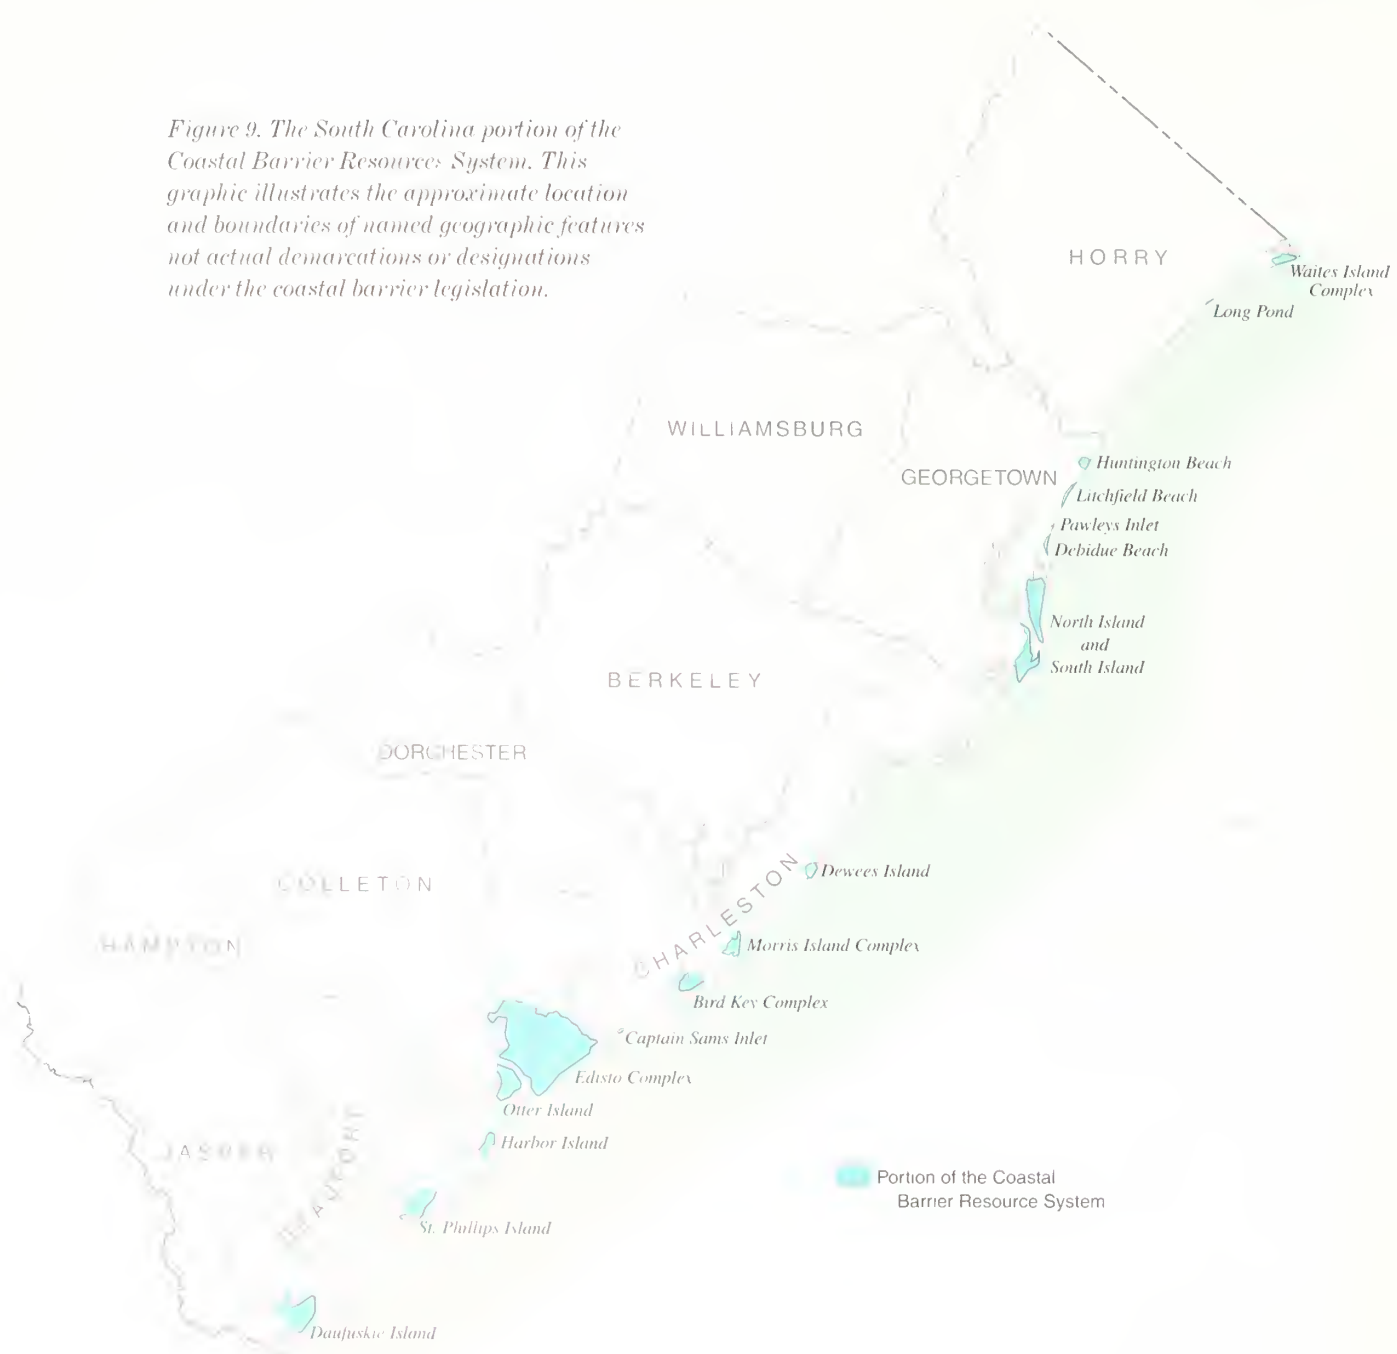 Figure 9. The South Carolina portion of the
Coastal Barrier Resources System. This
graphic illustrates the approximate location
and boundaries of named geographic features
not actual demarcations or designations
under the coastal barrier legislation.
HORRY
Waites Island
Complex
Long Pond
WILLIAMSBURG
GEORGETOWN
Huntington Beach
Litchfield Beach
Pawleys Inlet
Debidue Beach
North Island
and
South Island
BERKELEY
DORCHESTER
COLLETON
HAMPTON
CHARLESTON
Dewees Island
Morris Island Complex
Bird Key Complex
Captain Sams Inlet
Edisto Complex
Otter Island
Harbor Island
JASPER
BEAUFORT
St. Phillips Island
Daufuskie Island
Portion of the Coastal
Barrier Resource System